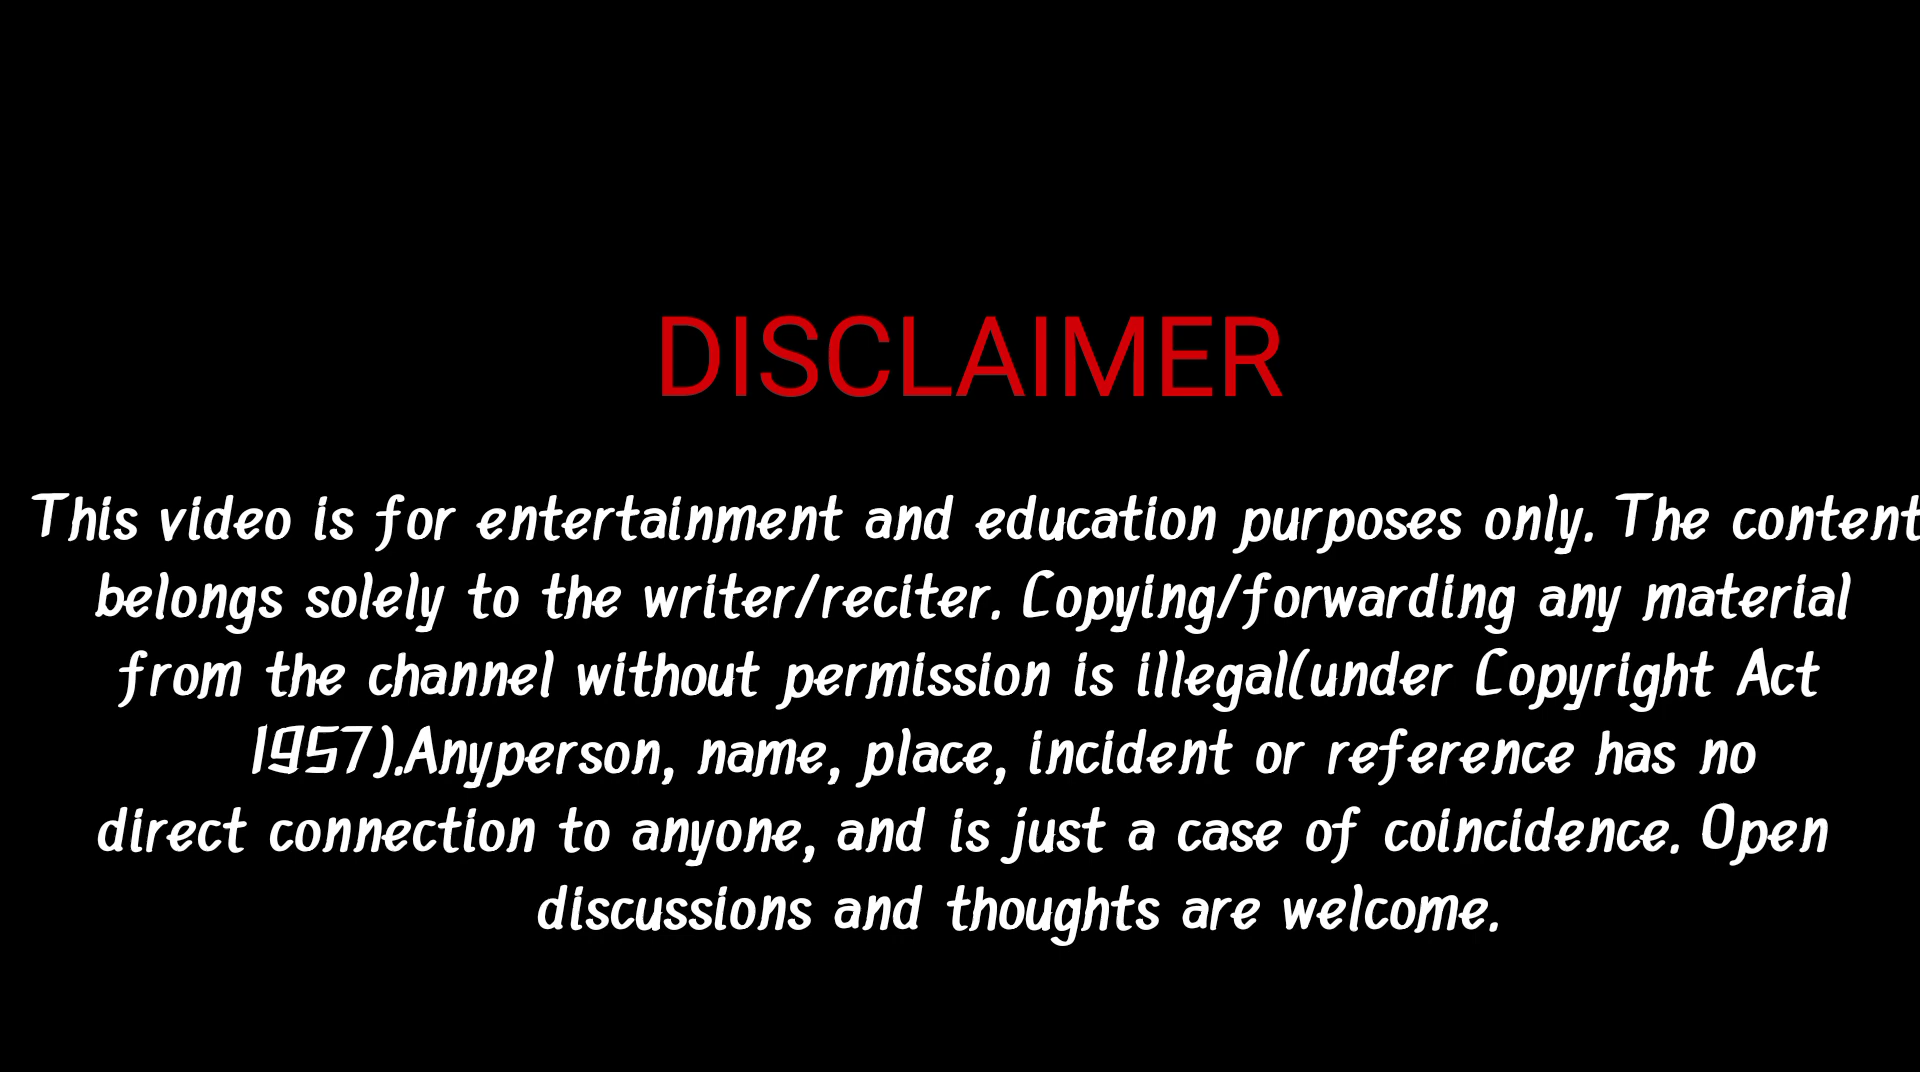 DISCLAIMER
This video is for entertainment and education purposes only. The content
belongs solely to the writer/reciter. Copying/forwarding any material
from the channel without permission is illegal(under Copyright Act
1957).Anyperson, name, place, incident or reference has no
direct connection to anyone, and is just a case of coincidence. Open
discussions and thoughts are welcome.